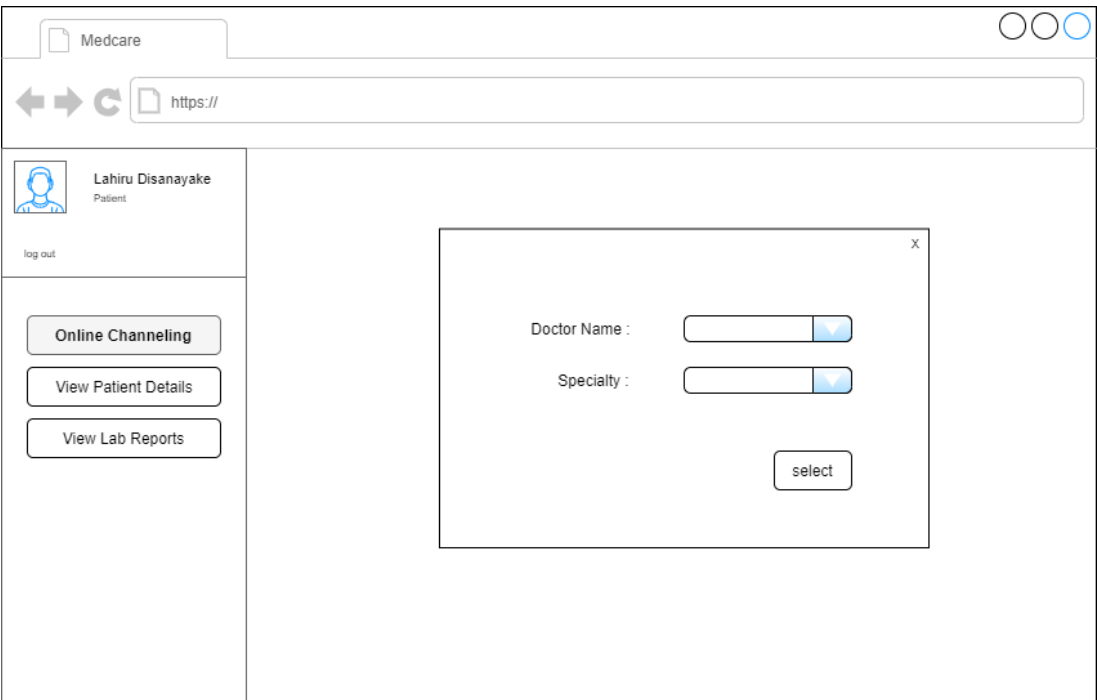 Medcare
https://
Lahiru Disanayake
Patient
log out
Online Channeling
View Patient Details
View Lab Reports
X
Doctor Name :
Specialty :
select